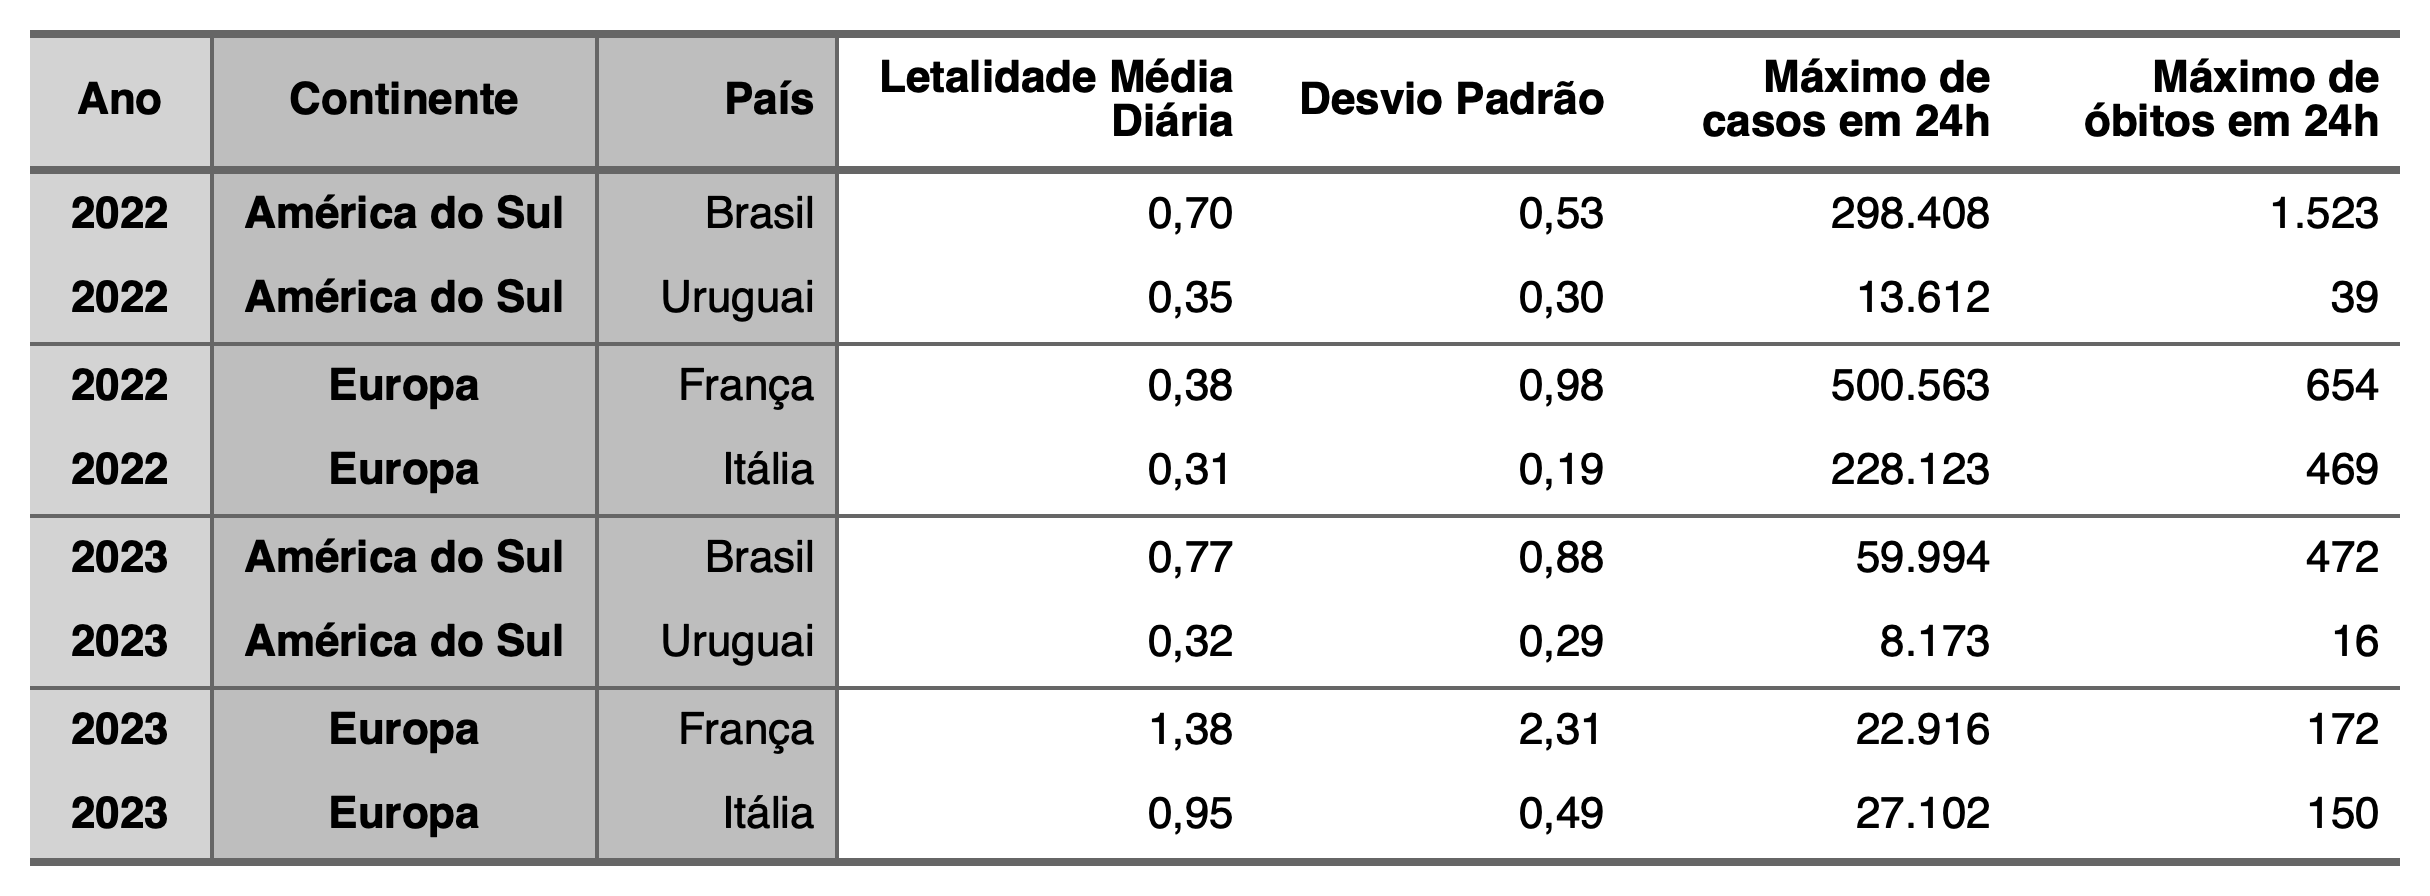 Ano Continente País Letalidade Média Diária Desvio Padrão Máximo de casos em 24h Máximo de óbitos em 24h
2022 América do Sul Brasil 0,70 0,53 298.408 1.523
2022 América do Sul Uruguai 0,35 0,30 13.612 39
2022 Europa França 0,38 0,98 500.563 654
2022 Europa Itália 0,31 0,19 228.123 469
2023 América do Sul Brasil 0,77 0,88 59.994 472
2023 América do Sul Uruguai 0,32 0,29 8.173 16
2023 Europa França 1,38 2,31 22.916 172
2023 Europa Itália 0,95 0,49 27.102 150